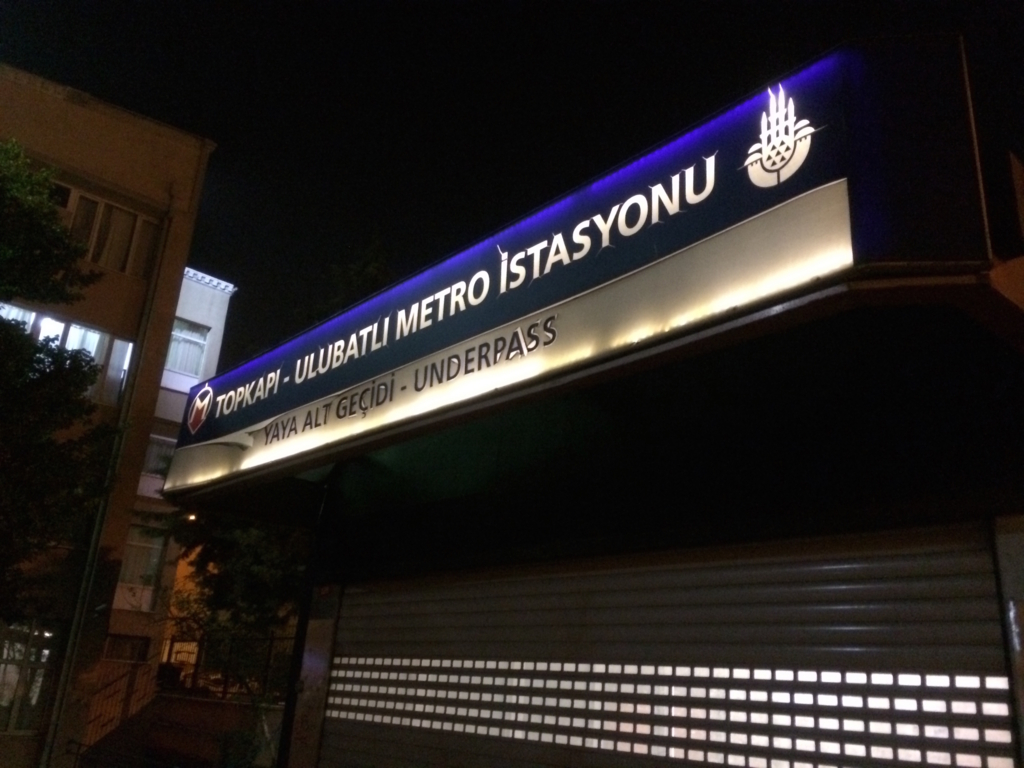 M TOPKAPI - ULUBATLI METRO İSTASYONU
YAYA ALT GEÇİDİ - UNDERPASS